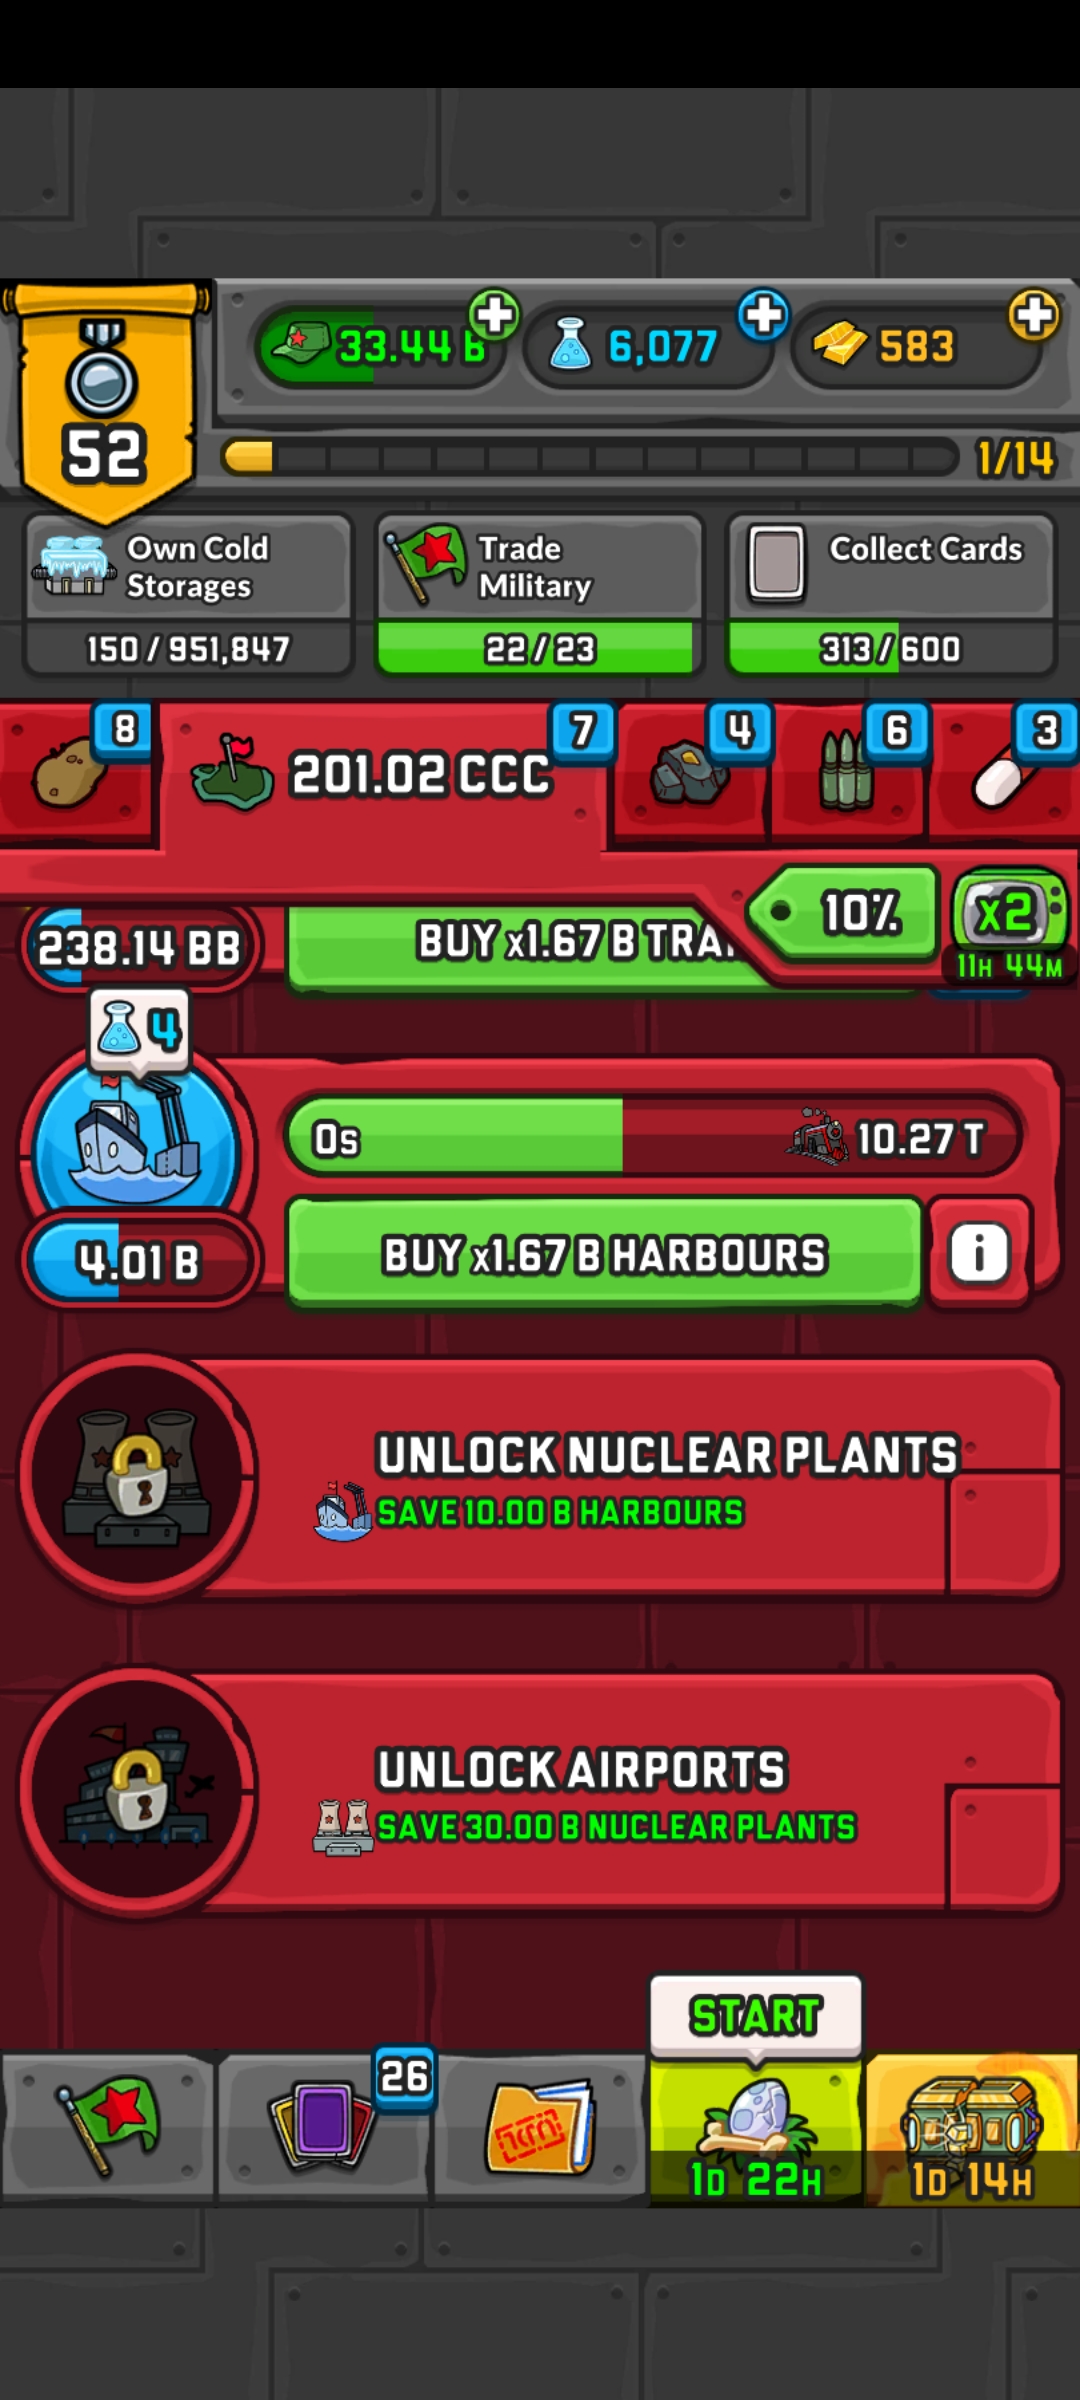 33.44 B
6,077
583
52
1/14
Own Cold
Storages
150 / 951,847
Trade
Military
22 / 23
Collect Cards
313 / 600
8
201.02 CCC
7
4
6
3
10%
x2
11H 44M
238.14 BB
BUY x1.67 B
4
0s
10.27 T
4.01 B
BUY x1.67 B HARBOURS
i
UNLOCK NUCLEAR PLANTS
SAVE 10.00 B HARBOURS
UNLOCK AIRPORTS
SAVE 30.00 B NUCLEAR PLANTS
START
26
1D 22H
1D 14H